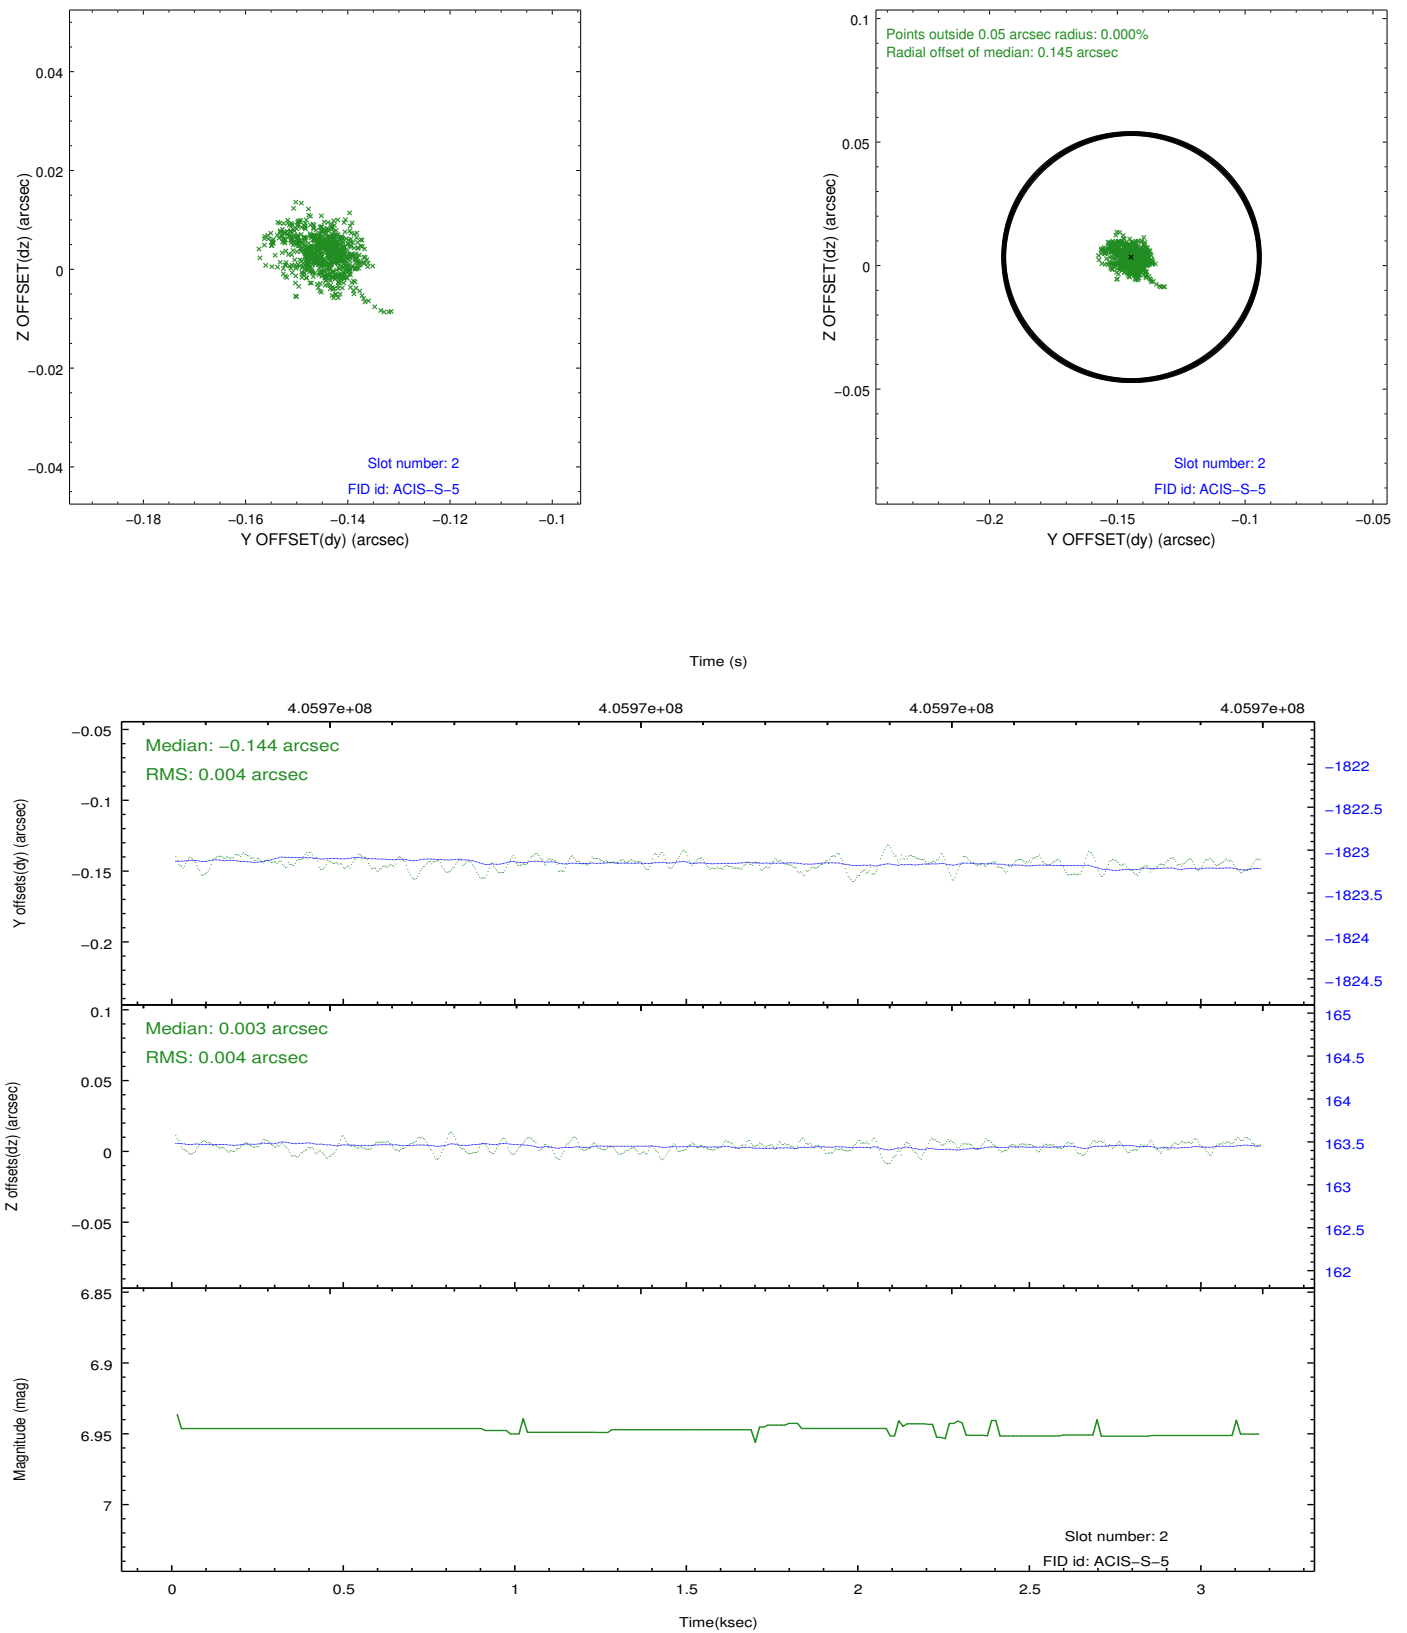 0.04
0.02
0
−0.02
−0.04
Z OFFSET(dz) (arcsec)
Slot number: 2
FID id: ACIS−S−5
−0.18
−0.16
−0.14
−0.12
−0.1
Y OFFSET(dy) (arcsec)
0.1
0.05
0
−0.05
Z OFFSET(dz) (arcsec)
Points outside 0.05 arcsec radius: 0.000%
Radial offset of median: 0.145 arcsec
Slot number: 2
FID id: ACIS−S−5
−0.2
−0.15
−0.1
−0.05
Y OFFSET(dy) (arcsec)
Time (s)
4.0597e+08
4.0597e+08
4.0597e+08
4.0597e+08
Y offsets(dy) (arcsec)
−0.05
−0.1
−0.15
−0.2
Median: −0.144 arcsec
RMS: 0.004 arcsec
−1822
−1822.5
−1823
−1823.5
−1824
−1824.5
Z offsets(dz) (arcsec)
0.1
0.05
0
−0.05
Median: 0.003 arcsec
RMS: 0.004 arcsec
165
164.5
164
163.5
163
162.5
162
Magnitude (mag)
6.85
6.9
6.95
7
Slot number: 2
FID id: ACIS−S−5
0
0.5
1
1.5
2
2.5
3
Time(ksec)